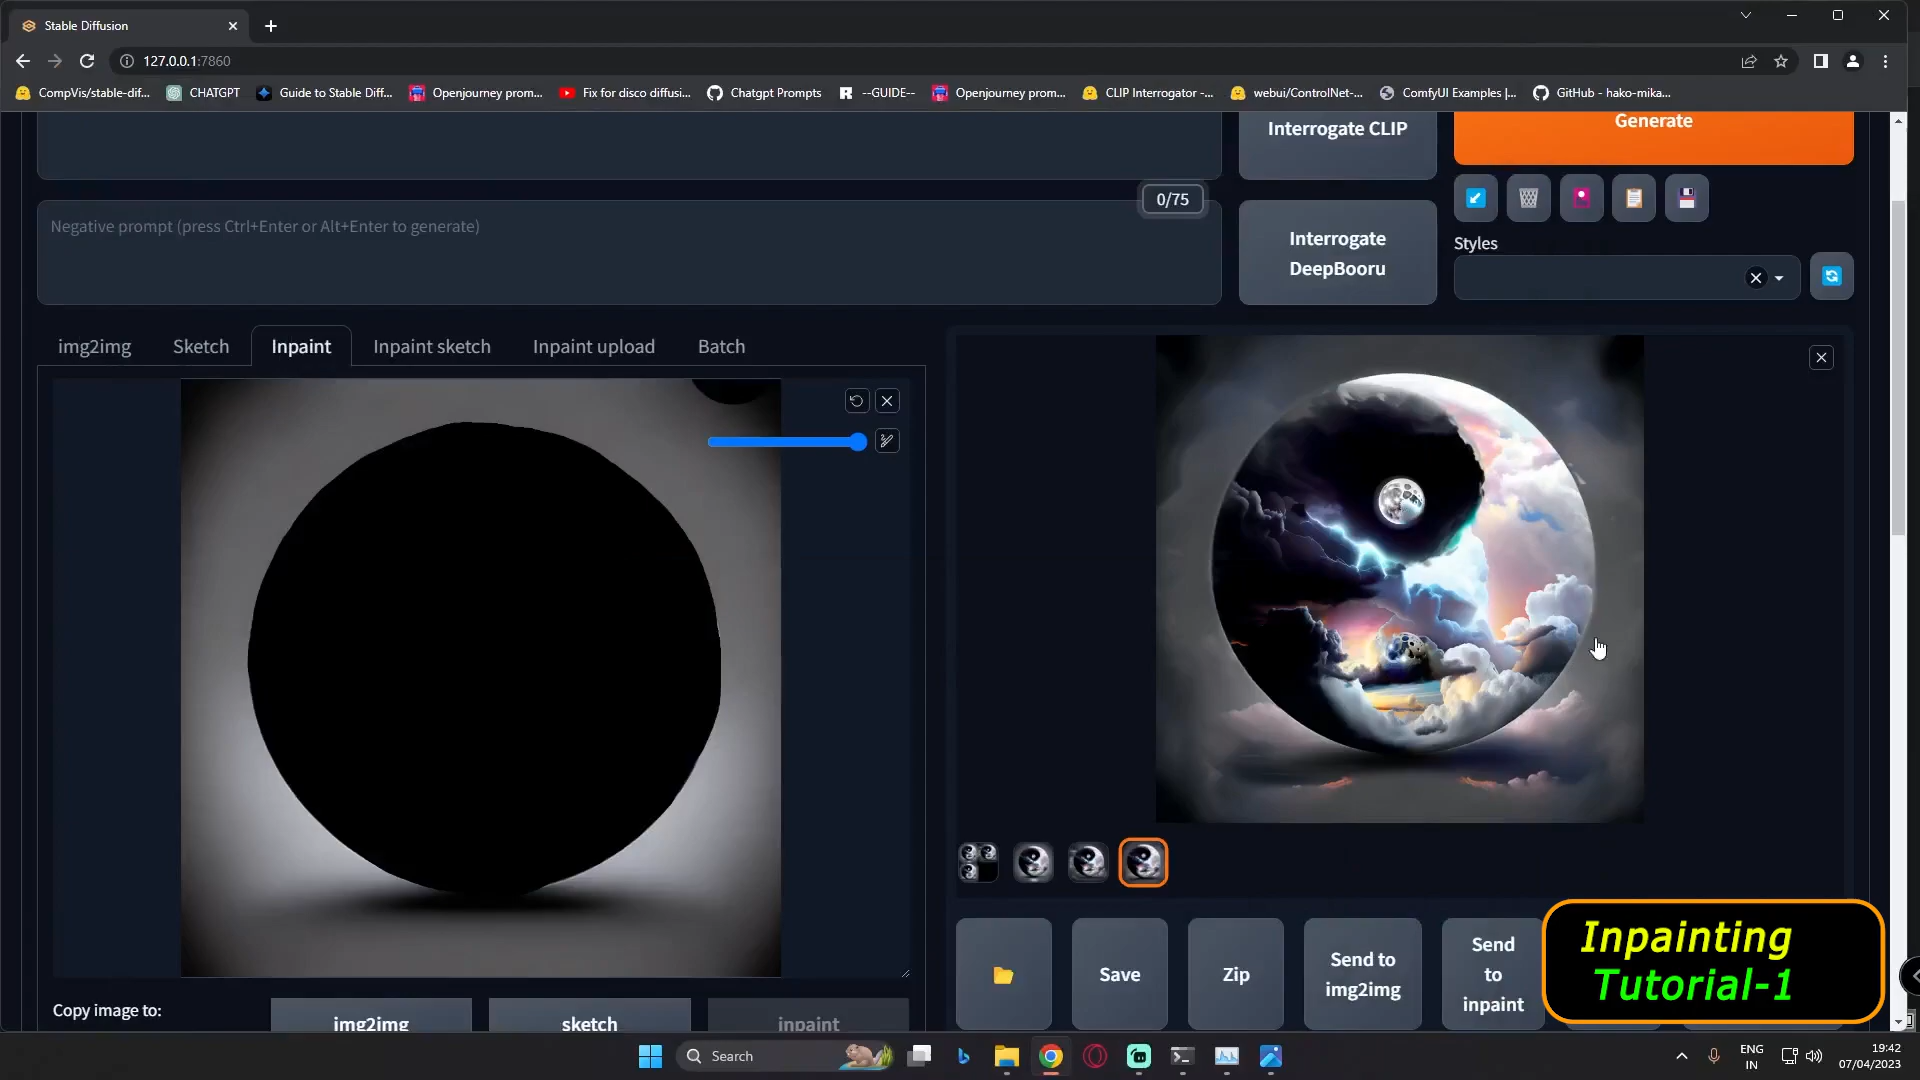 Stable Diffusion
127.0.0.1:7860
CompVis/stable-dif...
CHATGPT
Guide to Stable Diff...
Openjourney prom...
Fix for disco diffusi...
Chatgpt Prompts
--GUIDE--
Openjourney prom...
CLIP Interrogator -...
webui/ControlNet-...
ComfyUI Examples |...
GitHub - hako-mika...
Interrogate CLIP
Generate
0/75
Negative prompt (press Ctrl+Enter or Alt+Enter to generate)
Interrogate
DeepBooru
Styles
img2img
Sketch
Inpaint
Inpaint sketch
Inpaint upload
Batch
Save
Zip
Send to
img2img
Send
to
inpaint
Inpainting
Tutorial-1
Copy image to:
img2img
sketch
inpaint
Search
ENG
IN
19:42
07/04/2023